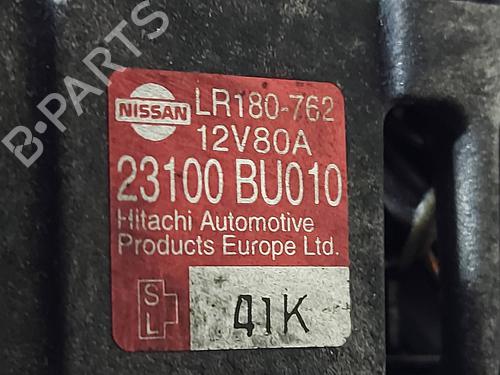 B-PARTS
NISSAN LR180-762
12V80A
23100 BU010
Hitachi Automotive
Products Europe Ltd.
S
L
41K